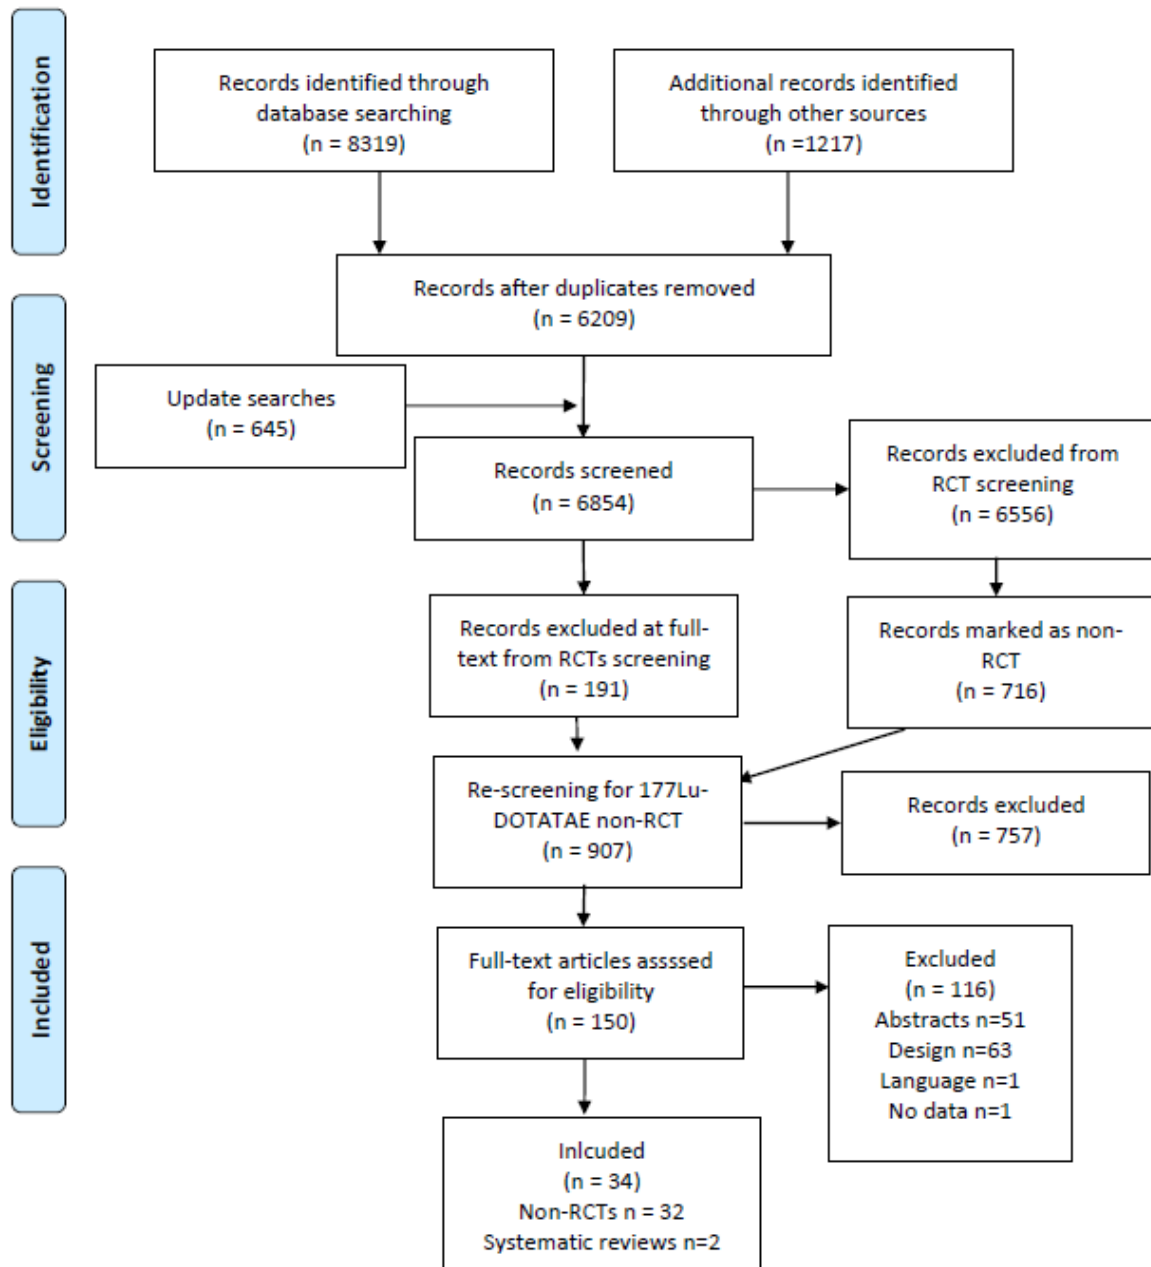 Identification
Records identified through
database searching
(n = 8319)
Additional records identified
through other sources
(n =1217)
Records after duplicates removed
(n = 6209)
Screening
Update searches
(n = 645)
Records screened
(n = 6854)
Records excluded from
RCT screening
(n = 6556)
Eligibility
Records excluded at full-
text from RCTs screening
(n = 191)
Records marked as non-
RCT
(n = 716)
Re-screening for 177Lu-
DOTATAE non-RCT
(n = 907)
Records excluded
(n = 757)
Included
Full-text articles assssed
for eligibility
(n = 150)
Excluded
(n = 116)
Abstracts n=51
Design n=63
Language n=1
No data n=1
Inlcuded
(n = 34)
Non-RCTs n = 32
Systematic reviews n=2